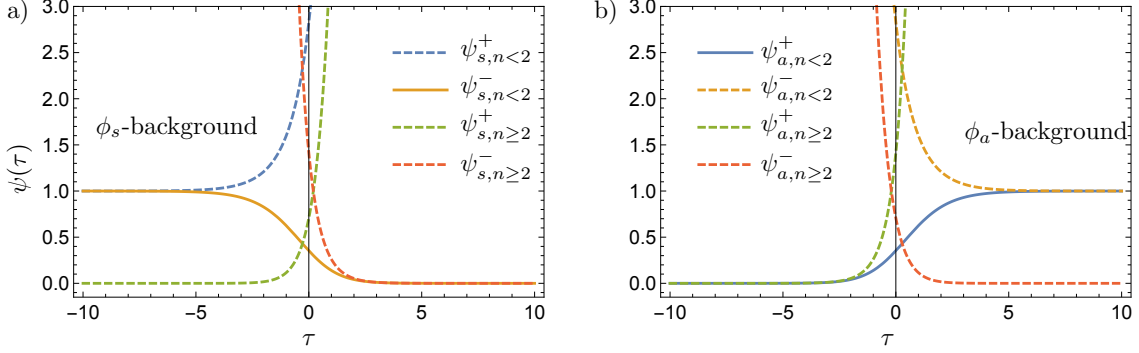 a)
ψ(τ)
3.0
2.5
2.0
1.5
1.0
0.5
0.0
−10
−5
0
5
10
τ
ϕₛ-background
ψ⁺ₛ,ₙ<₂
ψ⁻ₛ,ₙ<₂
ψ⁺ₛ,ₙ≥₂
ψ⁻ₛ,ₙ≥₂
b)
3.0
2.5
2.0
1.5
1.0
0.5
0.0
−10
−5
0
5
10
τ
ϕₐ-background
ψ⁺ₐ,ₙ<₂
ψ⁻ₐ,ₙ<₂
ψ⁺ₐ,ₙ≥₂
ψ⁻ₐ,ₙ≥₂